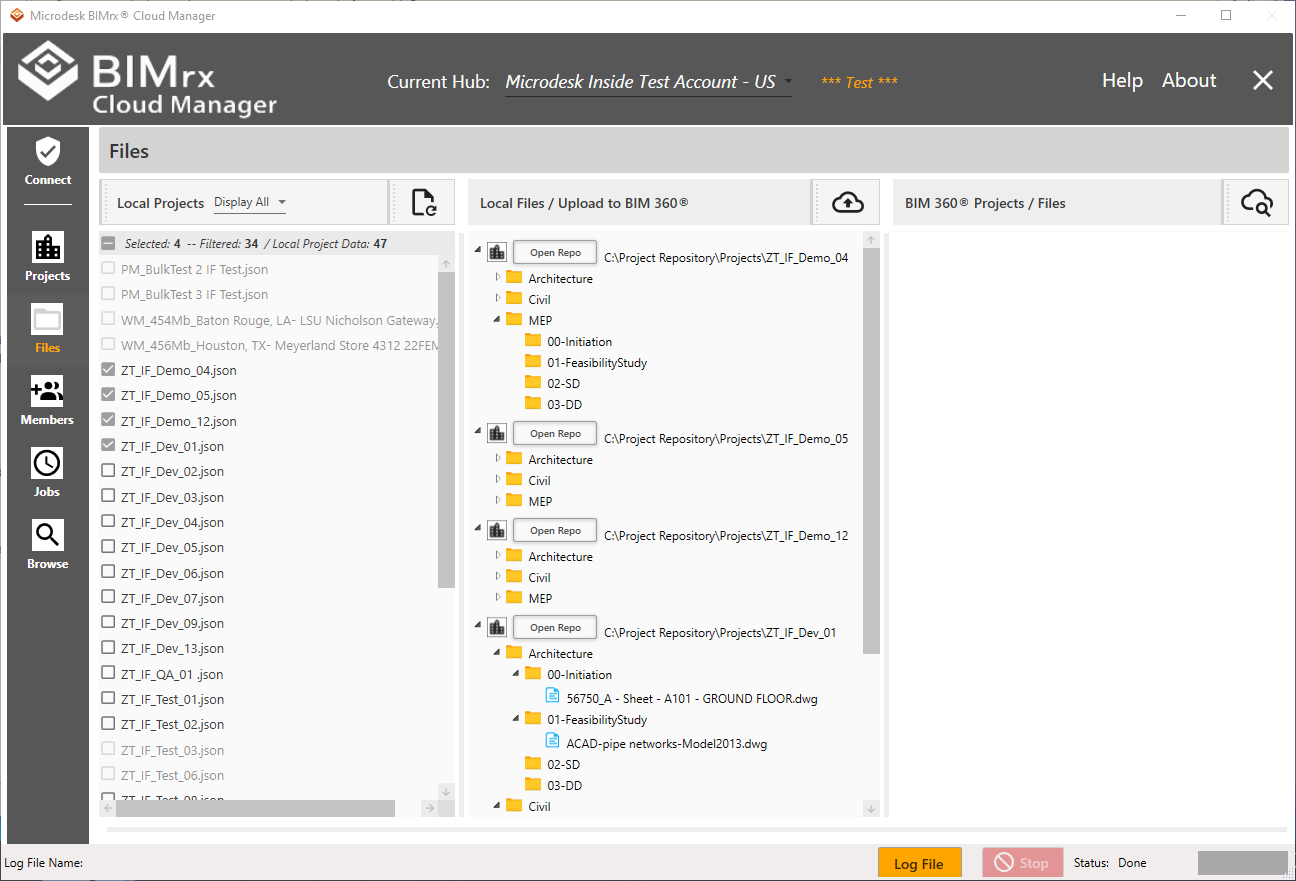 Microdesk BIMrx® Cloud Manager
BIMrx
Cloud Manager
Current Hub: Microdesk Inside Test Account - US *** Test ***
Help About
Connect
Projects
Files
Members
Jobs
Browse
Files
Local Projects Display All
Selected: 4 -- Filtered: 34 / Local Project Data: 47
PM_BulkTest 2 IF Test.json
PM_BulkTest 3 IF Test.json
WM_454Mb_Baton Rouge, LA- LSU Nicholson Gateway.
WM_456Mb_Houston, TX- Meyerland Store 4312 22FEM
ZT_IF_Demo_04.json
ZT_IF_Demo_05.json
ZT_IF_Demo_12.json
ZT_IF_Dev_01.json
ZT_IF_Dev_02.json
ZT_IF_Dev_03.json
ZT_IF_Dev_04.json
ZT_IF_Dev_05.json
ZT_IF_Dev_06.json
ZT_IF_Dev_07.json
ZT_IF_Dev_09.json
ZT_IF_Dev_13.json
ZT_IF_QA_01 .json
ZT_IF_Test_01.json
ZT_IF_Test_02.json
ZT_IF_Test_03.json
ZT_IF_Test_06.json
ZT_IF_Test_08.json
Local Files / Upload to BIM 360®
Open Repo C:\Project Repository\Projects\ZT_IF_Demo_04
Architecture
Civil
MEP
00-Initiation
01-FeasibilityStudy
02-SD
03-DD
Open Repo C:\Project Repository\Projects\ZT_IF_Demo_05
Architecture
Civil
MEP
Open Repo C:\Project Repository\Projects\ZT_IF_Demo_12
Architecture
Civil
MEP
Open Repo C:\Project Repository\Projects\ZT_IF_Dev_01
Architecture
00-Initiation
56750_A - Sheet - A101 - GROUND FLOOR.dwg
01-FeasibilityStudy
ACAD-pipe networks-Model2013.dwg
02-SD
03-DD
Civil
BIM 360® Projects / Files
Log File Name:
Log File
Stop
Status: Done